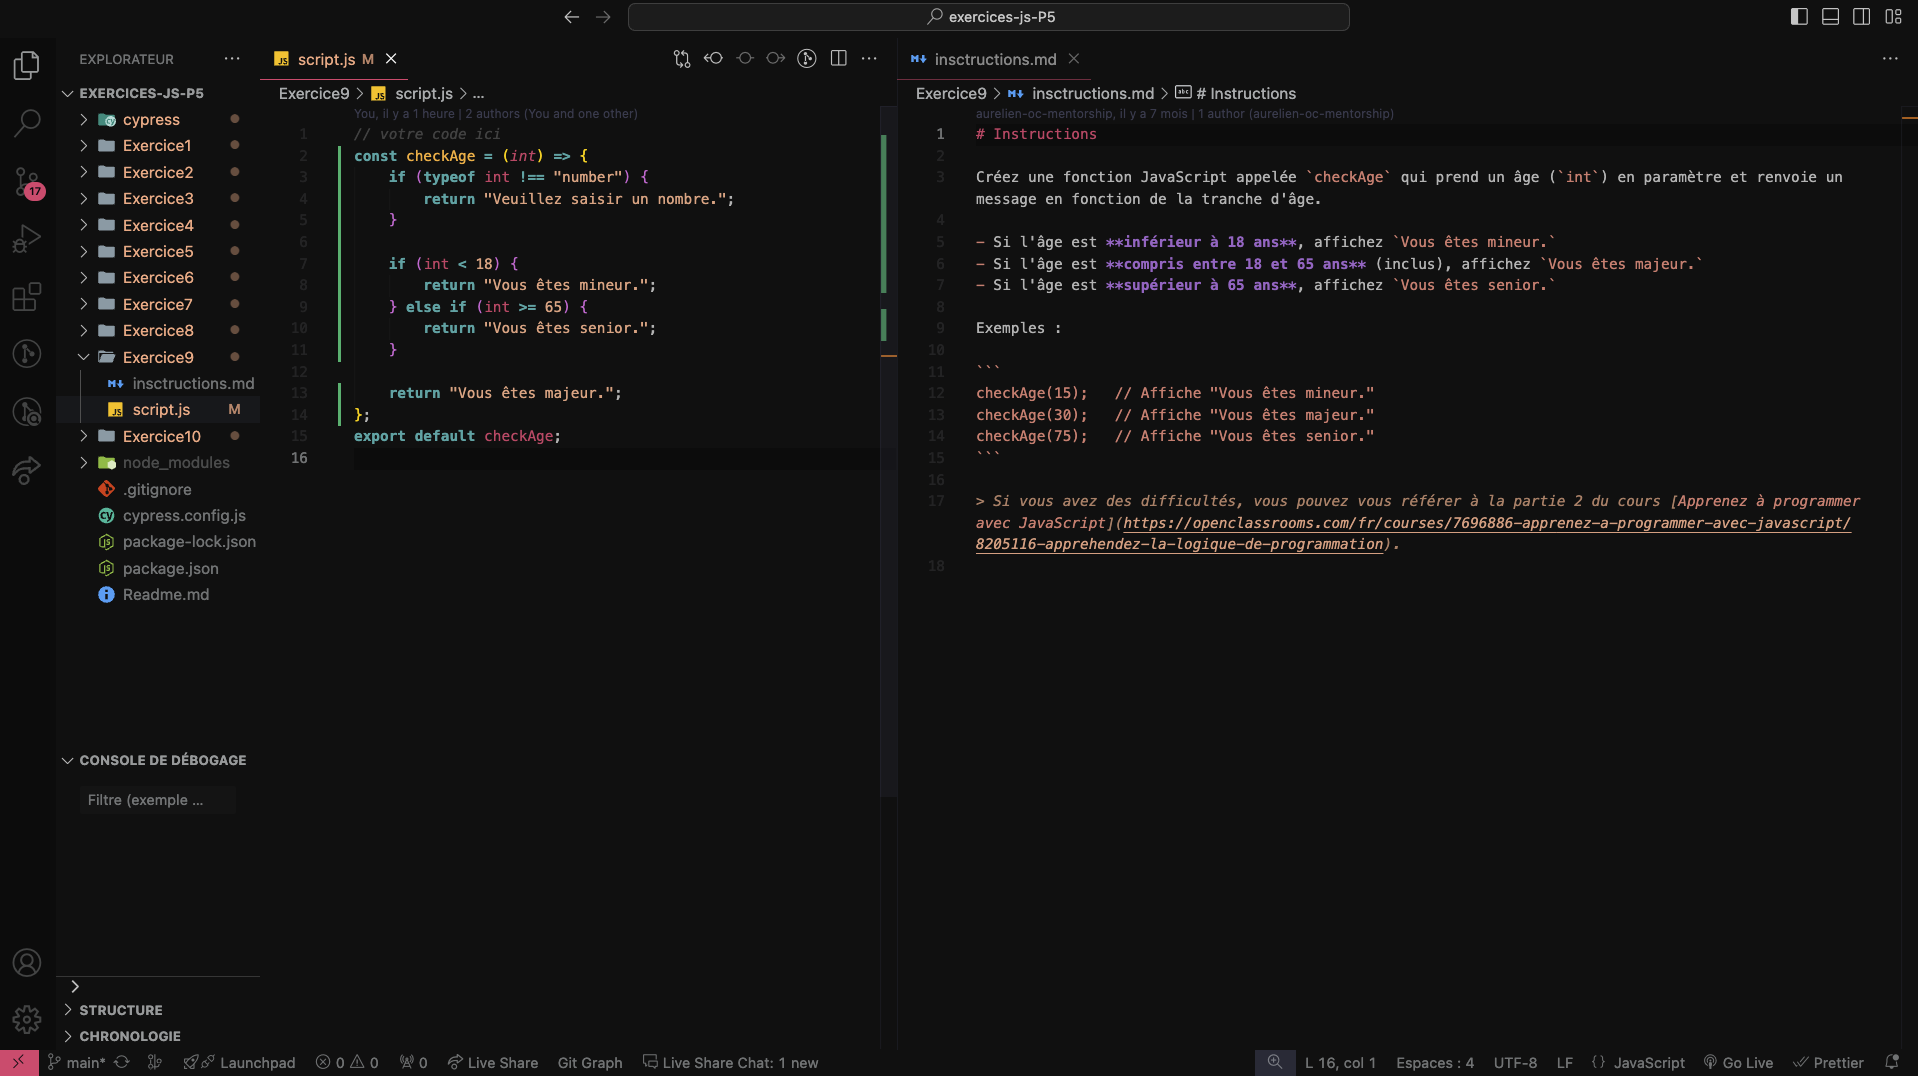 exercices-js-P5
EXPLORATEUR
EXERCICES-JS-P5
cypress
Exercice1
Exercice2
Exercice3
Exercice4
Exercice5
Exercice6
Exercice7
Exercice8
Exercice9
insctructions.md
script.js M
Exercice10
node_modules
.gitignore
cypress.config.js
package-lock.json
package.json
Readme.md
17
CONSOLE DE DÉBOGAGE
Filtre (exemple ...
STRUCTURE
CHRONOLOGIE
script.js M
Exercice9 > script.js > ...
You, il y a 1 heure | 2 authors (You and one other)
1 // votre code ici
2 const checkAge = (int) => {
3 if (typeof int !== "number") {
4 return "Veuillez saisir un nombre.";
5 }
6
7 if (int < 18) {
8 return "Vous êtes mineur.";
9 } else if (int >= 65) {
10 return "Vous êtes senior.";
11 }
12
13 return "Vous êtes majeur.";
14 };
15 export default checkAge;
16
insctructions.md
Exercice9 > insctructions.md > # Instructions
aurelien-oc-mentorship, il y a 7 mois | 1 author (aurelien-oc-mentorship)
1 # Instructions
2
3 Créez une fonction JavaScript appelée `checkAge` qui prend un âge (`int`) en paramètre et renvoie un
message en fonction de la tranche d'âge.
4
5 - Si l'âge est **inférieur à 18 ans**, affichez `Vous êtes mineur.`
6 - Si l'âge est **compris entre 18 et 65 ans** (inclus), affichez `Vous êtes majeur.`
7 - Si l'âge est **supérieur à 65 ans**, affichez `Vous êtes senior.`
8
9 Exemples :
10
11 ```
12 checkAge(15); // Affiche "Vous êtes mineur."
13 checkAge(30); // Affiche "Vous êtes majeur."
14 checkAge(75); // Affiche "Vous êtes senior."
15 ```
16
17 > Si vous avez des difficultés, vous pouvez vous référer à la partie 2 du cours [Apprenez à programmer
avec JavaScript](https://openclassrooms.com/fr/courses/7696886-apprenez-a-programmer-avec-javascript/
8205116-apprehendez-la-logique-de-programmation).
18
main* Launchpad 0 0 0 Live Share Git Graph Live Share Chat: 1 new L 16, col 1 Espaces : 4 UTF-8 LF {} JavaScript Go Live Prettier